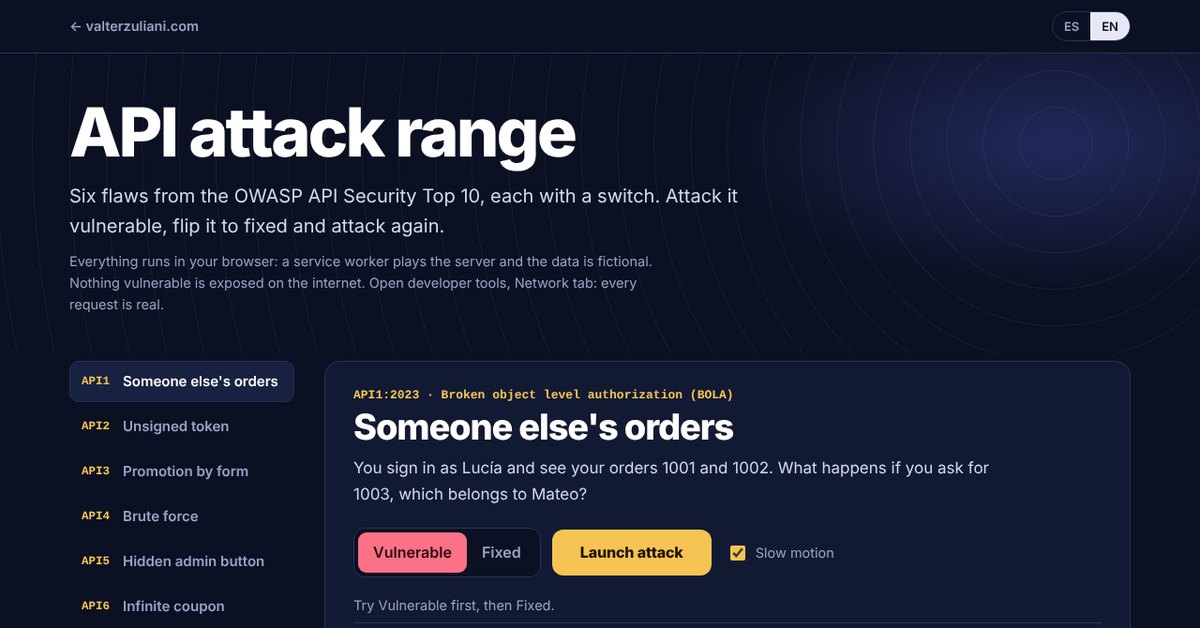 ← valterzuliani.com
ES EN
API attack range
Six flaws from the OWASP API Security Top 10, each with a switch. Attack it
vulnerable, flip it to fixed and attack again.
Everything runs in your browser: a service worker plays the server and the data is fictional.
Nothing vulnerable is exposed on the internet. Open developer tools, Network tab: every
request is real.
API1 Someone else's orders
API2 Unsigned token
API3 Promotion by form
API4 Brute force
API5 Hidden admin button
API6 Infinite coupon
API1:2023 · Broken object level authorization (BOLA)
Someone else's orders
You sign in as Lucía and see your orders 1001 and 1002. What happens if you ask for
1003, which belongs to Mateo?
Vulnerable Fixed Launch attack Slow motion
Try Vulnerable first, then Fixed.